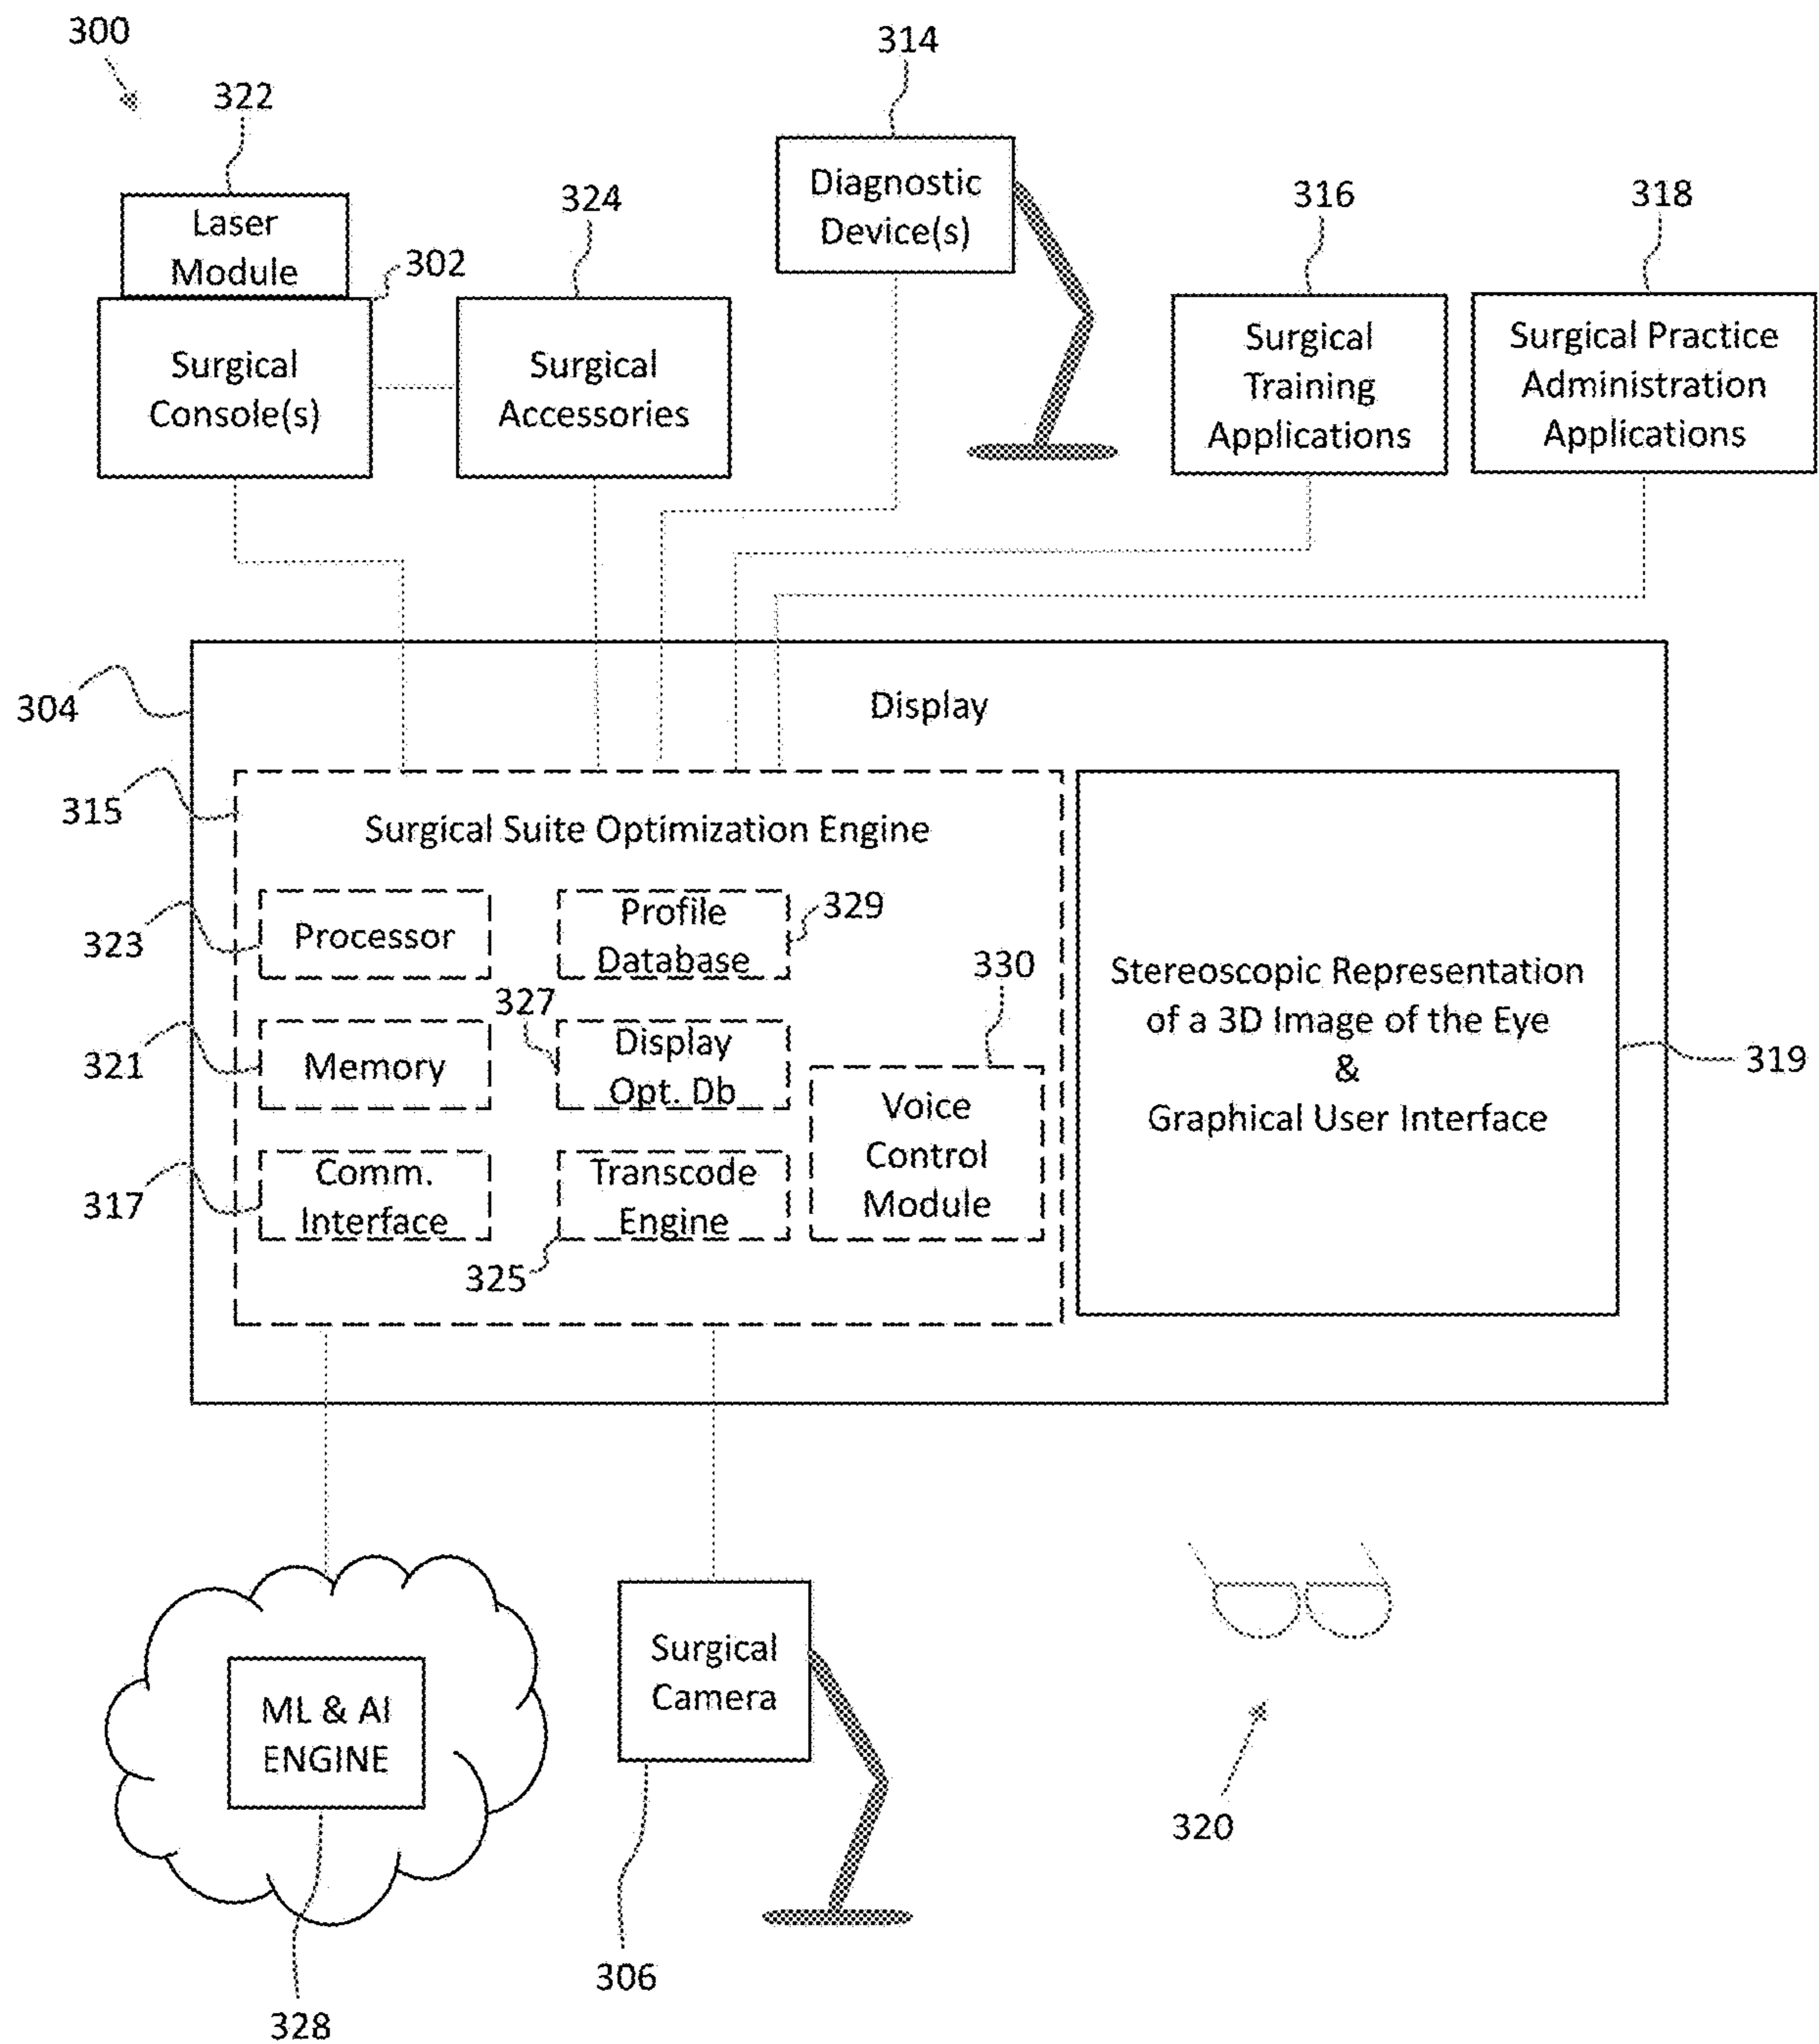 300
314
322
Laser
Module
324
302
Diagnostic
Device(s)
316
318
Surgical
Console(s)
Surgical
Accessories
Surgical
Training
Applications
Surgical Practice
Administration
Applications
304
Display
315
Surgical Suite Optimization Engine
323
Processor
Profile
Database
329
330
327
321
Memory
Display
Opt. Db
Voice
Control
Module
317
Comm.
Interface
Transcode
Engine
325
Stereoscopic Representation
of a 3D Image of the Eye
&
Graphical User Interface
319
ML & AI
ENGINE
328
Surgical
Camera
306
320